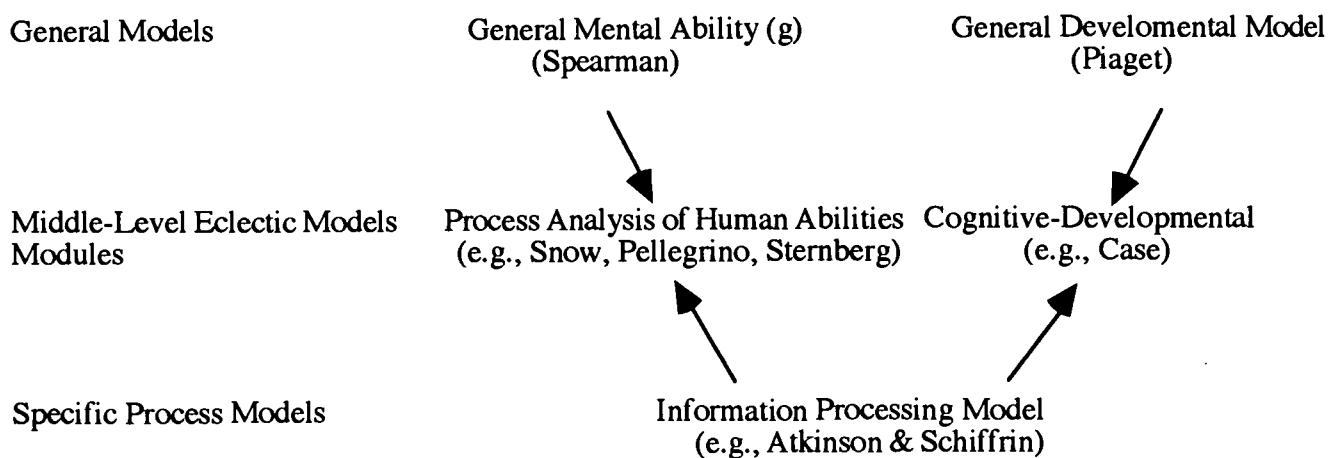 General Models
General Mental Ability (g)
(Spearman)
General Develomental Model
(Piaget)
Middle-Level Eclectic Models
Modules
Process Analysis of Human Abilities
(e.g., Snow, Pellegrino, Sternberg)
Cognitive-Developmental
(e.g., Case)
Specific Process Models
Information Processing Model
(e.g., Atkinson & Schiffrin)